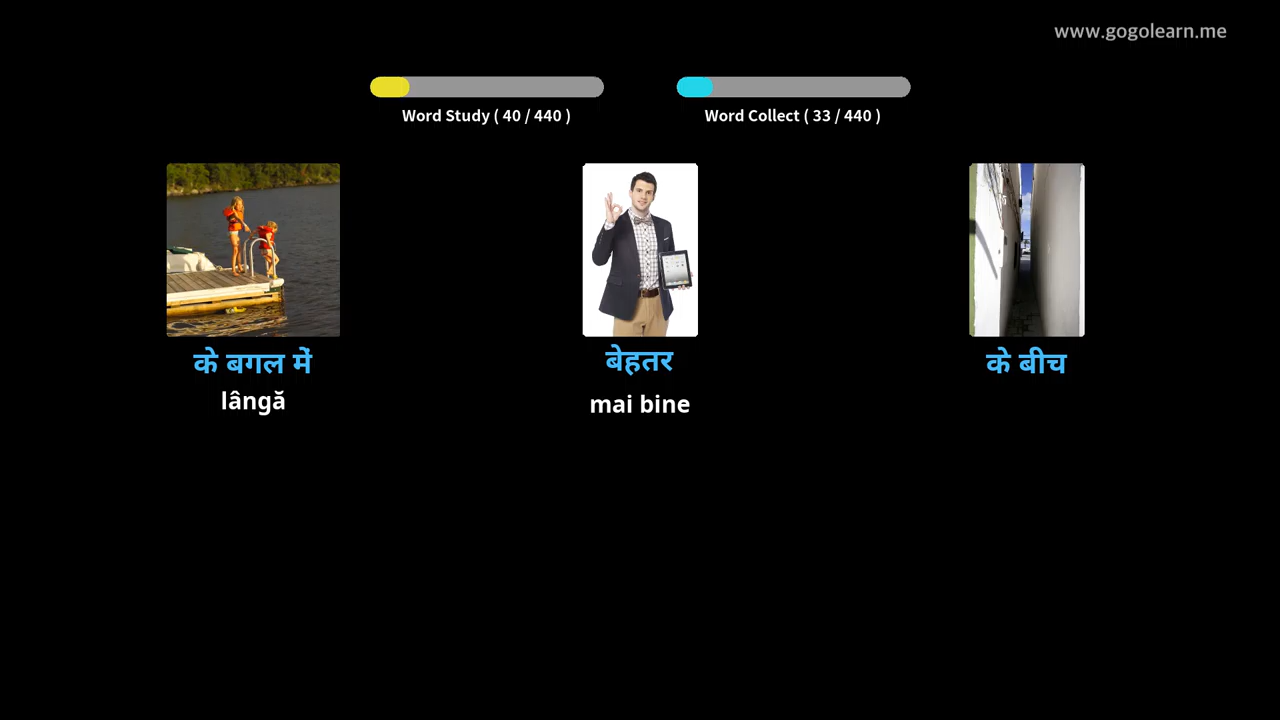 www.gogolearn.me
Word Study ( 40 / 440 )
Word Collect ( 33 / 440 )
के बगल में
lângă
बेहतर
mai bine
के बीच